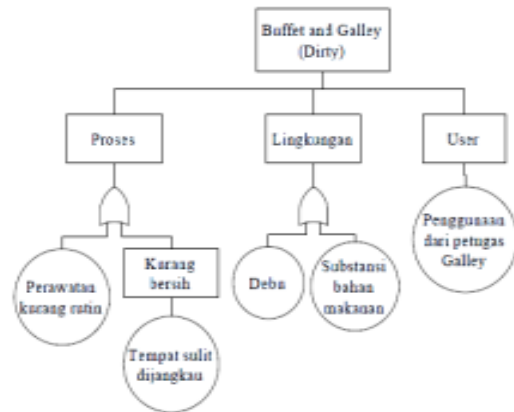 Buffet and Galley
(Dirty)
Proses
Lingkungan
User
Perawatan
kurang rutin
Kurang
bersih
Debu
Substansi
bahan
makanan
Penggunaan
dari petugas
Galley
Tempat sulit
dijangkau